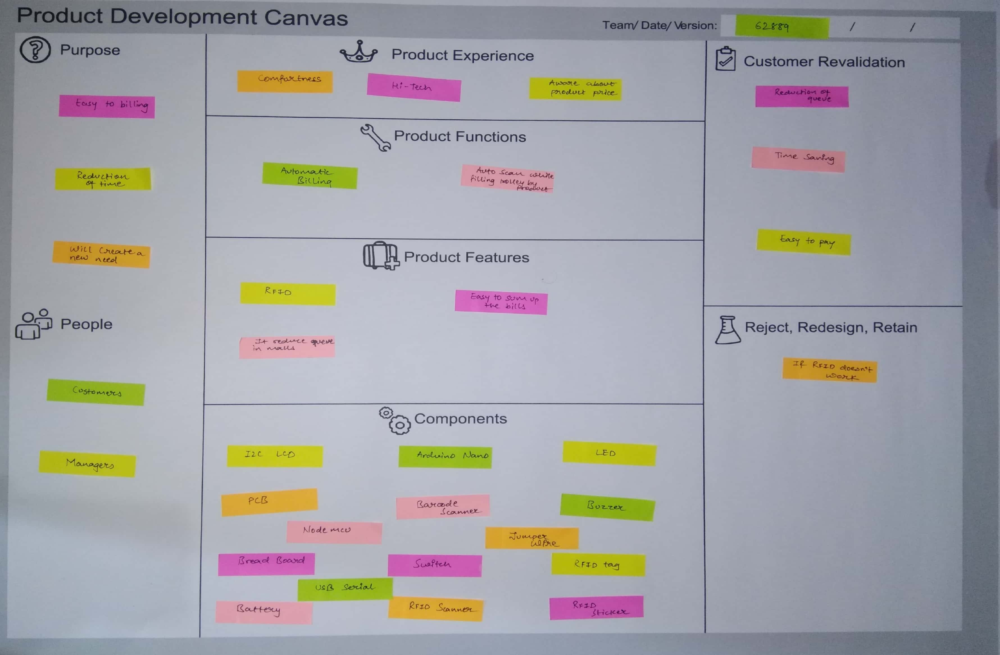 Product Development Canvas
Team/ Date/ Version: 62889 / /
Purpose
Easy to billing
Reduction
of time
Will Create a
new need
People
Customers
Managers
Product Experience
Comfortness
Hi-Tech
Aware about
product price
Product Functions
Automatic
Billing
Auto Scan while
filling trolley by
Product
Product Features
RFID
Easy to sum up
the bills
It reduce queue
in malls
Components
I2C LCD
Arduino Nano
LED
PCB
Barcode
Scanner
Buzzer
Node mcu
Jumper
wire
Bread Board
Switch
RFID tag
USB Serial
Battery
RFID Scanner
RFID
Sticker
Customer Revalidation
Reduction of
queue
Time Saving
Easy to pay
Reject, Redesign, Retain
If RFID doesn't
work